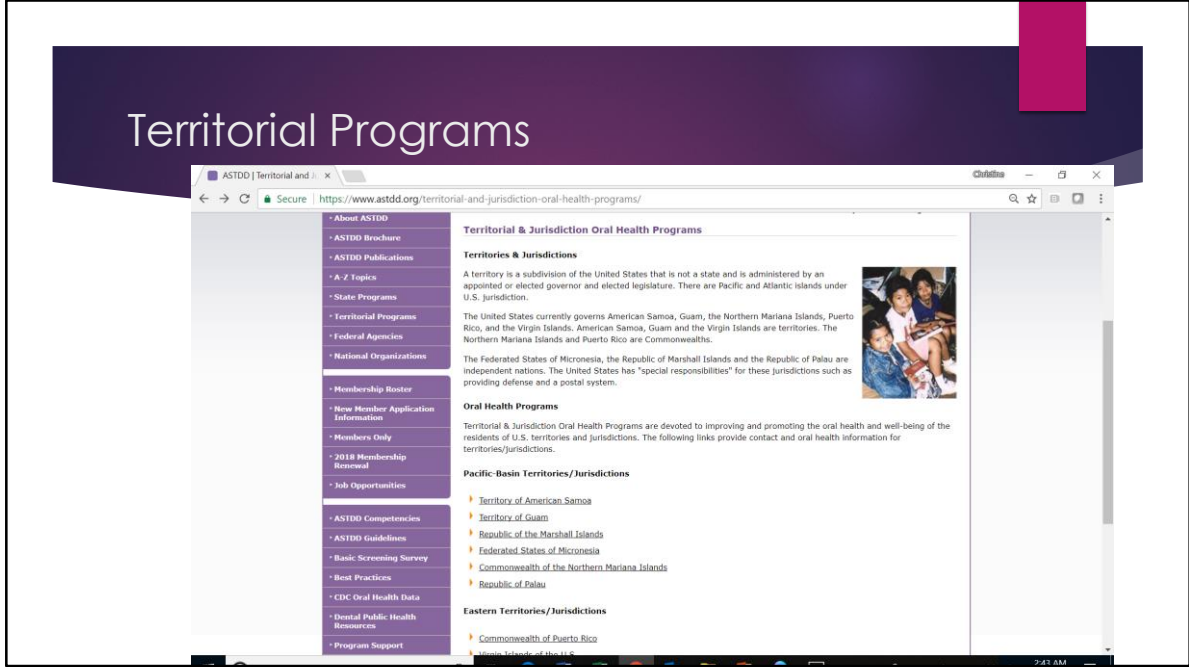 Territorial Programs
ASTDD | Territorial and Ju
Christina
Secure | https://www.astdd.org/territorial-and-jurisdiction-oral-health-programs/
About ASTDD
ASTDD Brochure
ASTDD Publications
A-Z Topics
State Programs
Territorial Programs
Federal Agencies
National Organizations
Membership Roster
New Member Application
Information
Members Only
2018 Membership
Renewal
Job Opportunities
ASTDD Competencies
ASTDD Guidelines
Basic Screening Survey
Best Practices
CDC Oral Health Data
Dental Public Health
Resources
Program Support
Territorial & Jurisdiction Oral Health Programs
Territories & Jurisdictions
A territory is a subdivision of the United States that is not a state and is administered by an
appointed or elected governor and elected legislature. There are Pacific and Atlantic islands under
U.S. jurisdiction.
The United States currently governs American Samoa, Guam, the Northern Mariana Islands, Puerto
Rico, and the Virgin Islands. American Samoa, Guam and the Virgin Islands are territories. The
Northern Mariana Islands and Puerto Rico are Commonwealths.
The Federated States of Micronesia, the Republic of Marshall Islands and the Republic of Palau are
independent nations. The United States has "special responsibilities" for these jurisdictions such as
providing defense and a postal system.
Oral Health Programs
Territorial & Jurisdiction Oral Health Programs are devoted to improving and promoting the oral health and well-being of the
residents of U.S. territories and jurisdictions. The following links provide contact and oral health information for
territories/jurisdictions.
Pacific-Basin Territories/Jurisdictions
Territory of American Samoa
Territory of Guam
Republic of the Marshall Islands
Federated States of Micronesia
Commonwealth of the Northern Mariana Islands
Republic of Palau
Eastern Territories/Jurisdictions
Commonwealth of Puerto Rico
Virgin Islands of the U.S.
2:43 AM